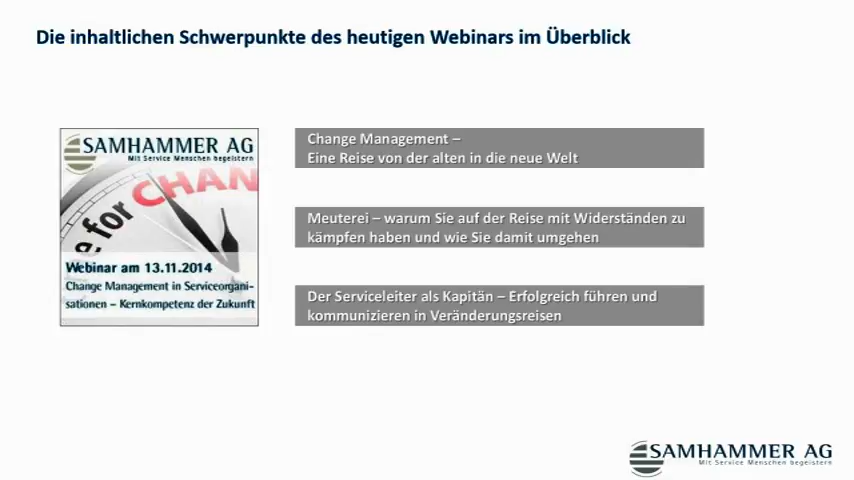 Die inhaltlichen Schwerpunkte des heutigen Webinars im Überblick
SAMHAMMER AG
Mit Service Menschen begeistern
e for CHAN
Webinar am 13.11.2014
Change Management in Serviceorgani-
sationen – Kernkompetenz der Zukunft
Change Management –
Eine Reise von der alten in die neue Welt
Meuterei – warum Sie auf der Reise mit Widerständen zu
kämpfen haben und wie Sie damit umgehen
Der Serviceleiter als Kapitän – Erfolgreich führen und
kommunizieren in Veränderungsreisen
SAMHAMMER AG
Mit Service Menschen begeistern